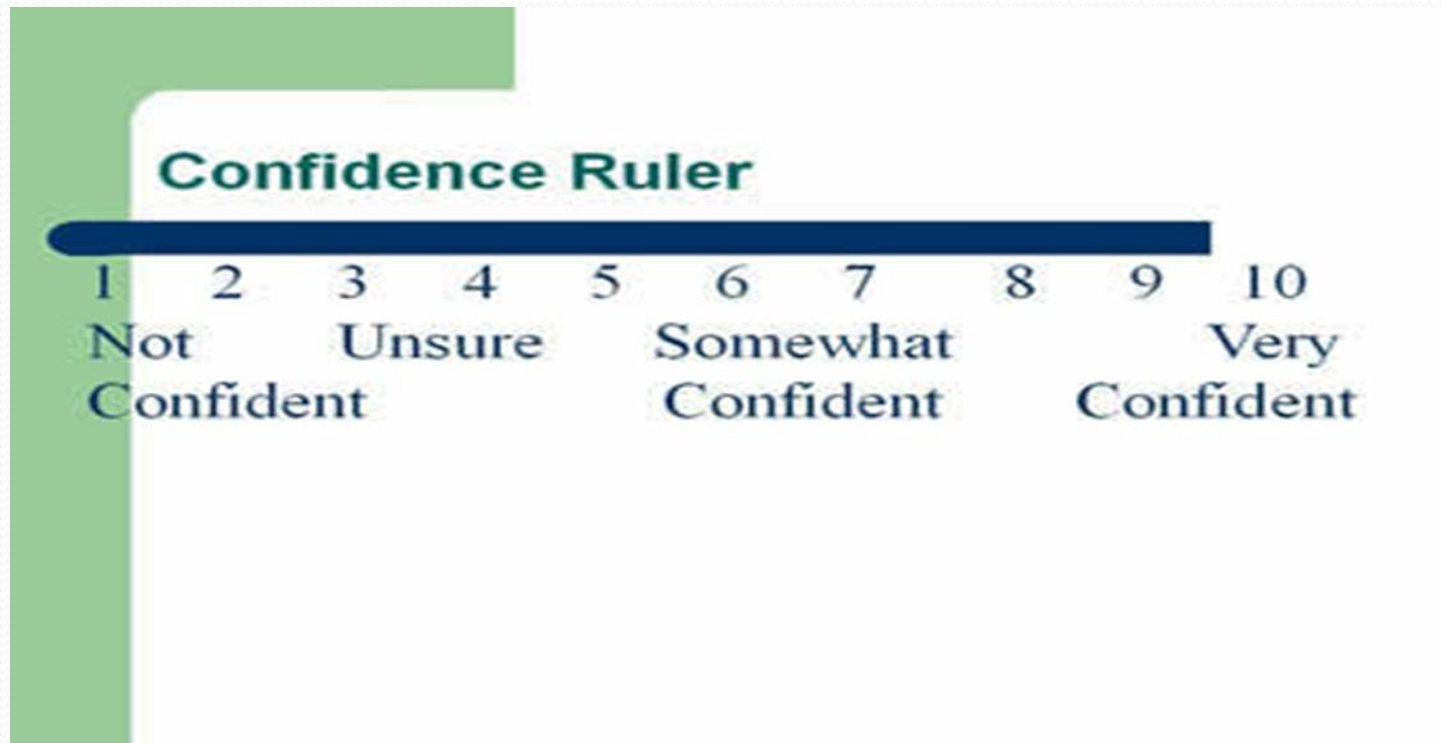 Confidence Ruler
1 2 3 4 5 6 7 8 9 10
Not Unsure Somewhat Very
Confident Confident Confident